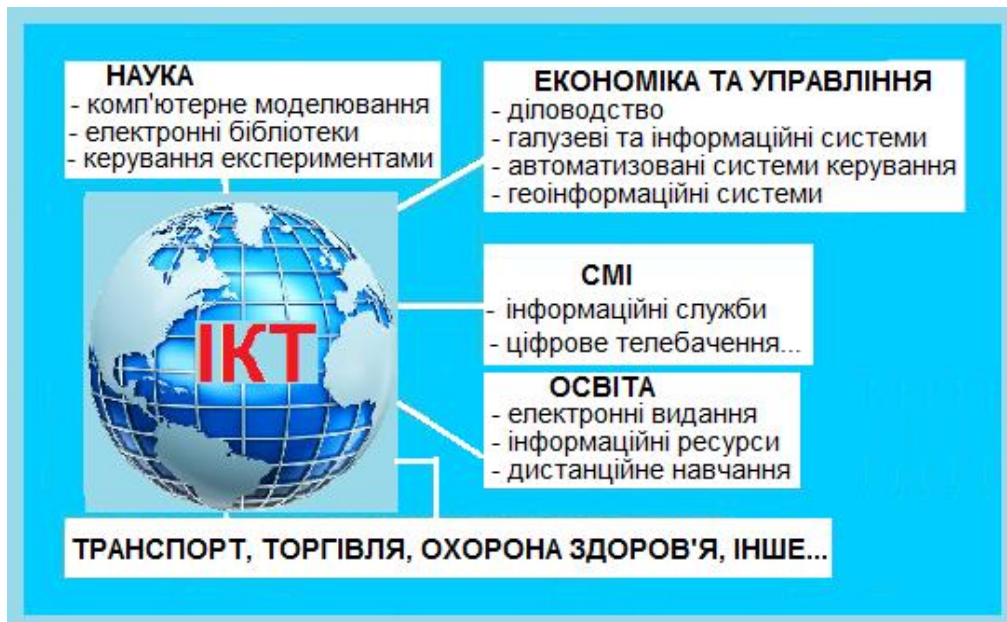 НАУКА
- комп'ютерне моделювання
- електронні бібліотеки
- керування експериментами
ЕКОНОМІКА ТА УПРАВЛІННЯ
- діловодство
- галузеві та інформаційні системи
- автоматизовані системи керування
- геоінформаційні системи
ІКТ
СМІ
- інформаційні служби
- ціфрове телебачення...
ОСВІТА
- електронні видання
- інформаційні ресурси
- дистанційне навчання
ТРАНСПОРТ, ТОРГІВЛЯ, ОХОРОНА ЗДОРОВ'Я, ІНШЕ...